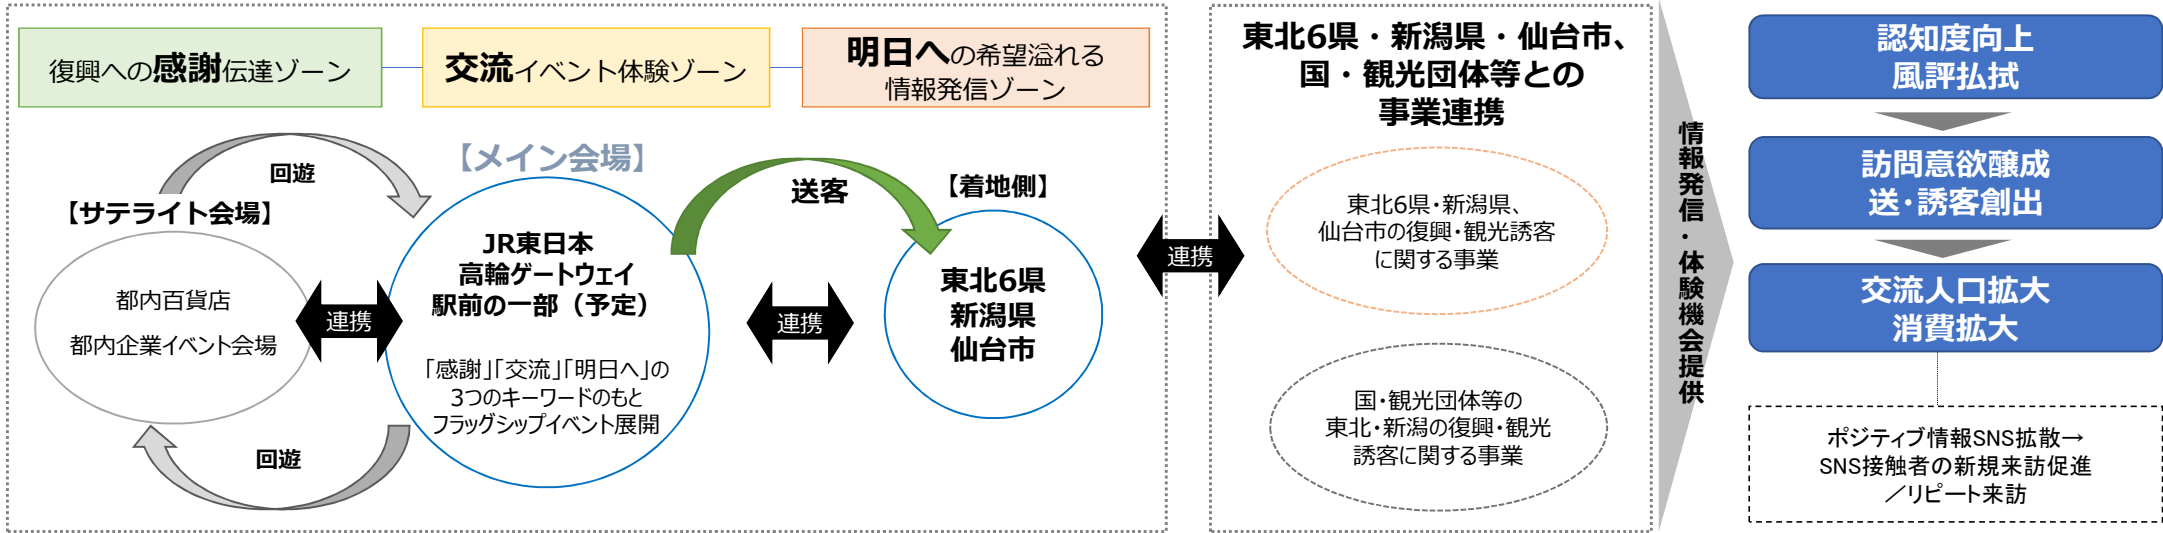 復興への感謝伝達ゾーン
交流イベント体験ゾーン
明日への希望溢れる
情報発信ゾーン
回遊
【サテライト会場】
都内百貨店
都内企業イベント会場
連携
回遊
【メイン会場】
JR東日本
高輪ゲートウェイ
駅前の一部（予定）
｢感謝｣｢交流｣｢明日へ｣の
3つのキーワードのもと
フラッグシップイベント展開
送客
連携
【着地側】
東北6県
新潟県
仙台市
連携
東北6県・新潟県・仙台市、
国・観光団体等との
事業連携
東北6県･新潟県、
仙台市の復興･観光誘客
に関する事業
国･観光団体等の
東北･新潟の復興･観光
誘客に関する事業
情報発信・体験機会提供
認知度向上
風評払拭
訪問意欲醸成
送･誘客創出
交流人口拡大
消費拡大
ポジティブ情報SNS拡散→
SNS接触者の新規来訪促進
／リピート来訪